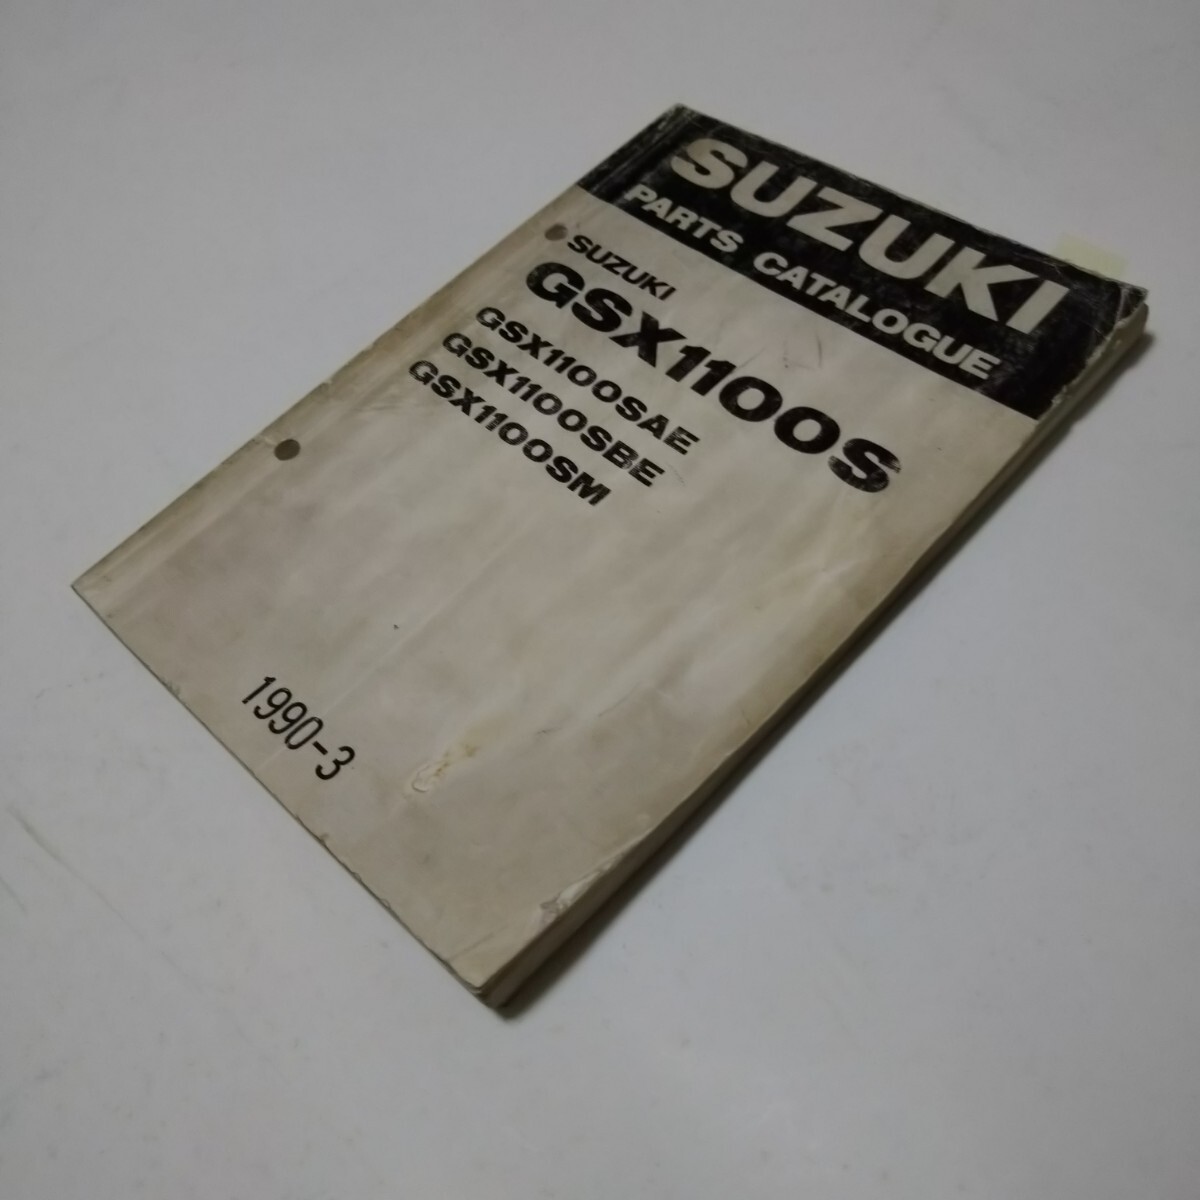 SUZUKI
PARTS CATALOGUE
SUZUKI
GSX1100S
GSX1100SAE
GSX1100SBE
GSX1100SM
1990-3